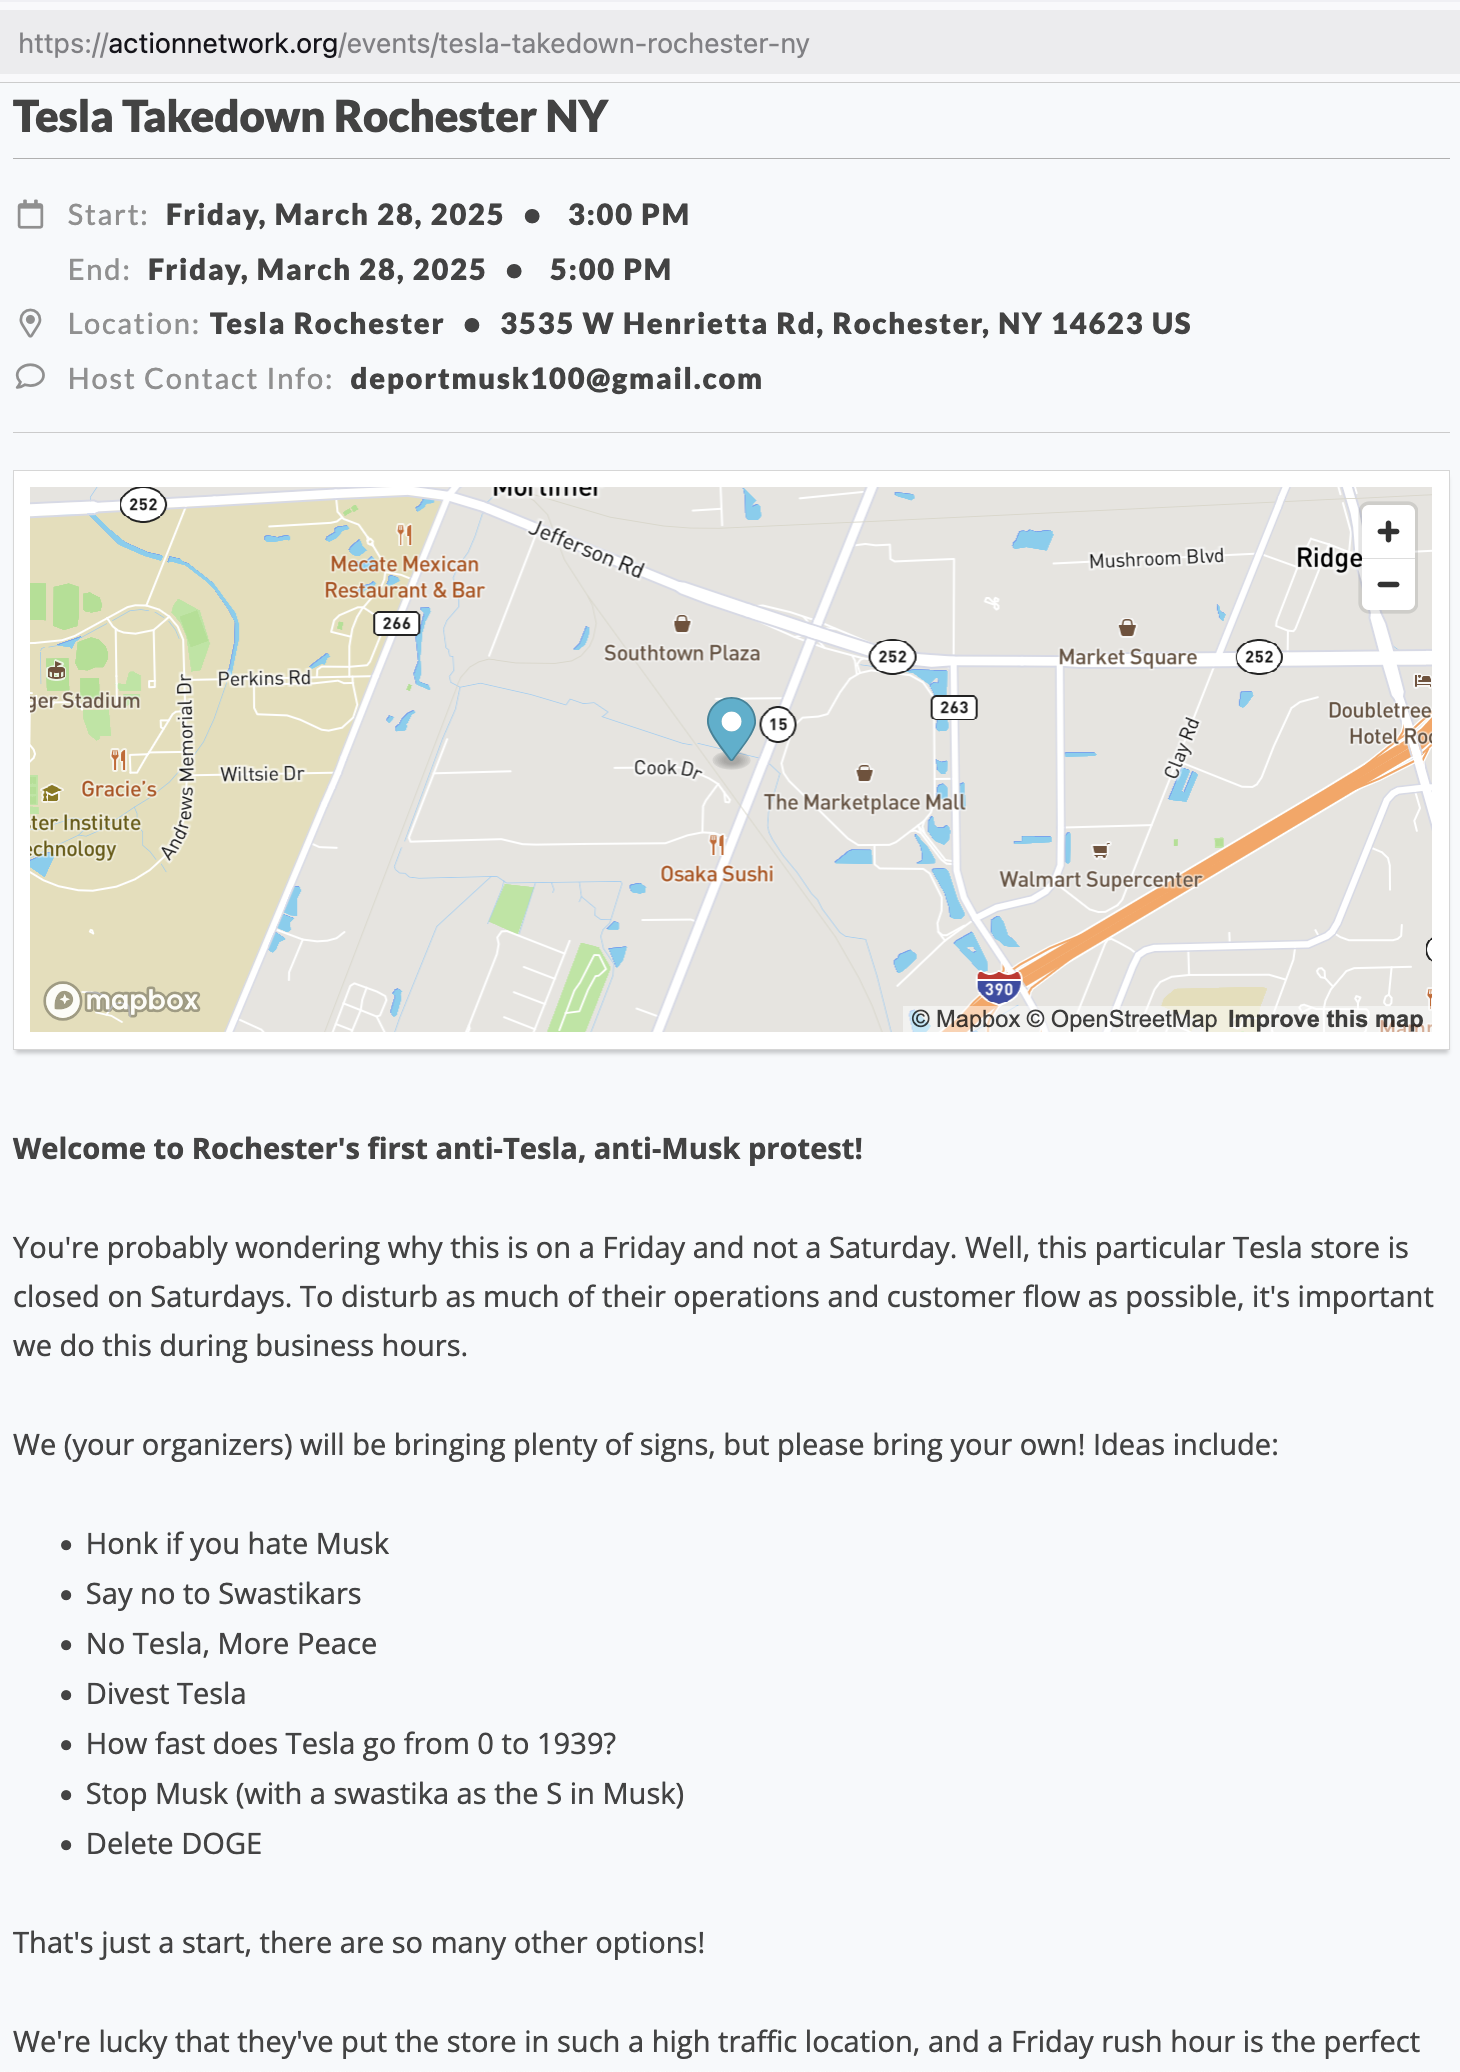 https://actionnetwork.org/events/tesla-takedown-rochester-ny
Tesla Takedown Rochester NY
Start: Friday, March 28, 2025 ● 3:00 PM
End: Friday, March 28, 2025 ● 5:00 PM
Location: Tesla Rochester ● 3535 W Henrietta Rd, Rochester, NY 14623 US
Host Contact Info: deportmusk100@gmail.com
Mortimer
252
Jefferson Rd
Mecate Mexican
Restaurant & Bar
266
Mushroom Blvd
Ridge
+
−
Southtown Plaza
252
Market Square
252
Perkins Rd
ger Stadium
Andrews Memorial Dr
263
15
Doubletree
Hotel Roc
Clay Rd
Cook Dr
Wiltsie Dr
Gracie's
The Marketplace Mall
ter Institute
echnology
Osaka Sushi
Walmart Supercenter
390
mapbox
© Mapbox © OpenStreetMap Improve this map
Welcome to Rochester's first anti-Tesla, anti-Musk protest!
You're probably wondering why this is on a Friday and not a Saturday. Well, this particular Tesla store is
closed on Saturdays. To disturb as much of their operations and customer flow as possible, it's important
we do this during business hours.
We (your organizers) will be bringing plenty of signs, but please bring your own! Ideas include:
• Honk if you hate Musk
• Say no to Swastikars
• No Tesla, More Peace
• Divest Tesla
• How fast does Tesla go from 0 to 1939?
• Stop Musk (with a swastika as the S in Musk)
• Delete DOGE
That's just a start, there are so many other options!
We're lucky that they've put the store in such a high traffic location, and a Friday rush hour is the perfect